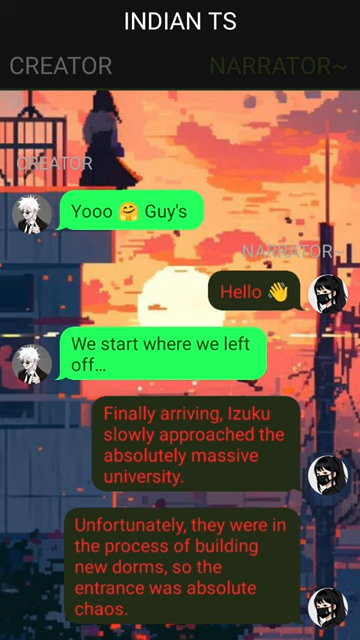 INDIAN TS
CREATOR
NARRATOR~
CREATOR
Yooo 🤗 Guy's
NARRATOR~
Hello 👋
We start where we left
off...
Finally arriving, Izuku
slowly approached the
absolutely massive
university.
Unfortunately, they were in
the process of building
new dorms, so the
entrance was absolute
chaos.